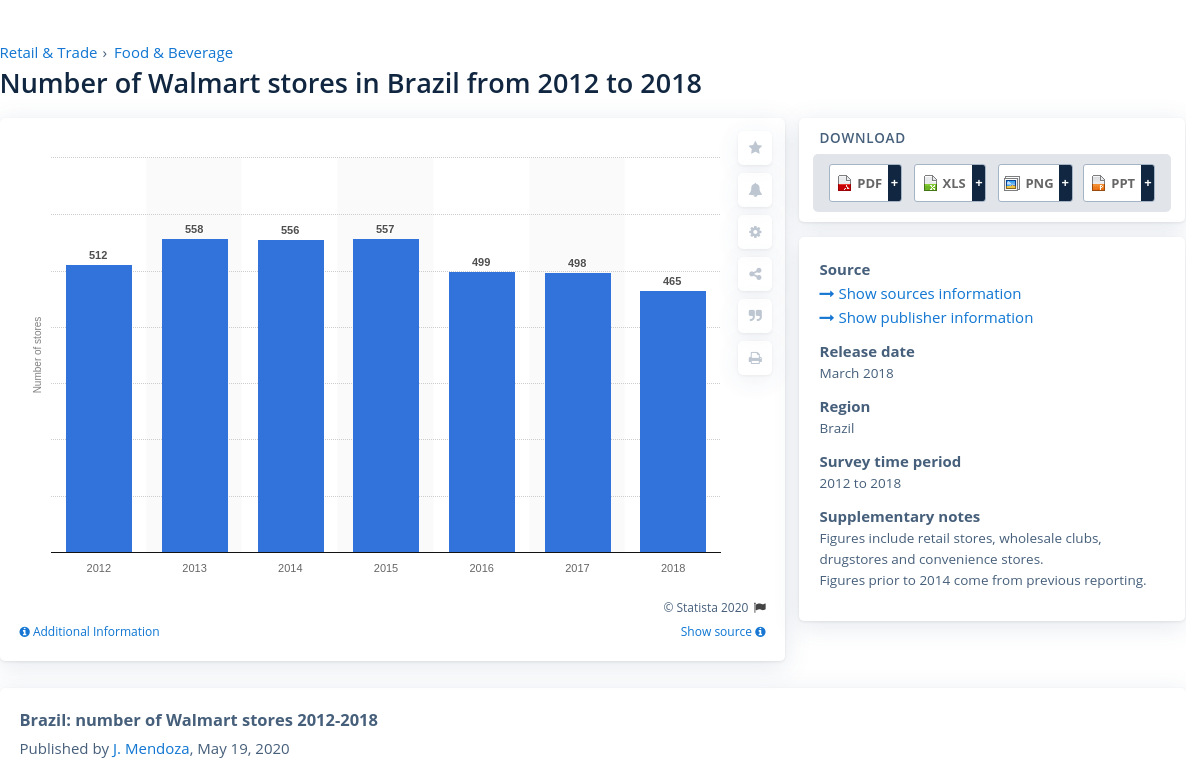 Retail & Trade › Food & Beverage
Number of Walmart stores in Brazil from 2012 to 2018
Number of stores
512
558
556
557
499
498
465
2012
2013
2014
2015
2016
2017
2018
© Statista 2020
Additional Information
Show source
DOWNLOAD
PDF +
XLS +
PNG +
PPT +
Source
Show sources information
Show publisher information
Release date
March 2018
Region
Brazil
Survey time period
2012 to 2018
Supplementary notes
Figures include retail stores, wholesale clubs,
drugstores and convenience stores.
Figures prior to 2014 come from previous reporting.
Brazil: number of Walmart stores 2012-2018
Published by J. Mendoza, May 19, 2020